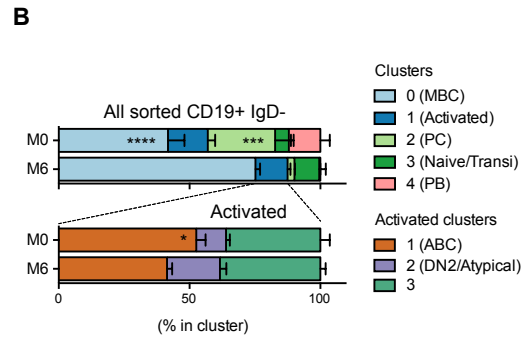 B
All sorted CD19+ IgD-
M0
****
***
M6
Activated
M0
*
M6
0
50
100
(% in cluster)
Clusters
0 (MBC)
1 (Activated)
2 (PC)
3 (Naive/Transi)
4 (PB)
Activated clusters
1 (ABC)
2 (DN2/Atypical)
3